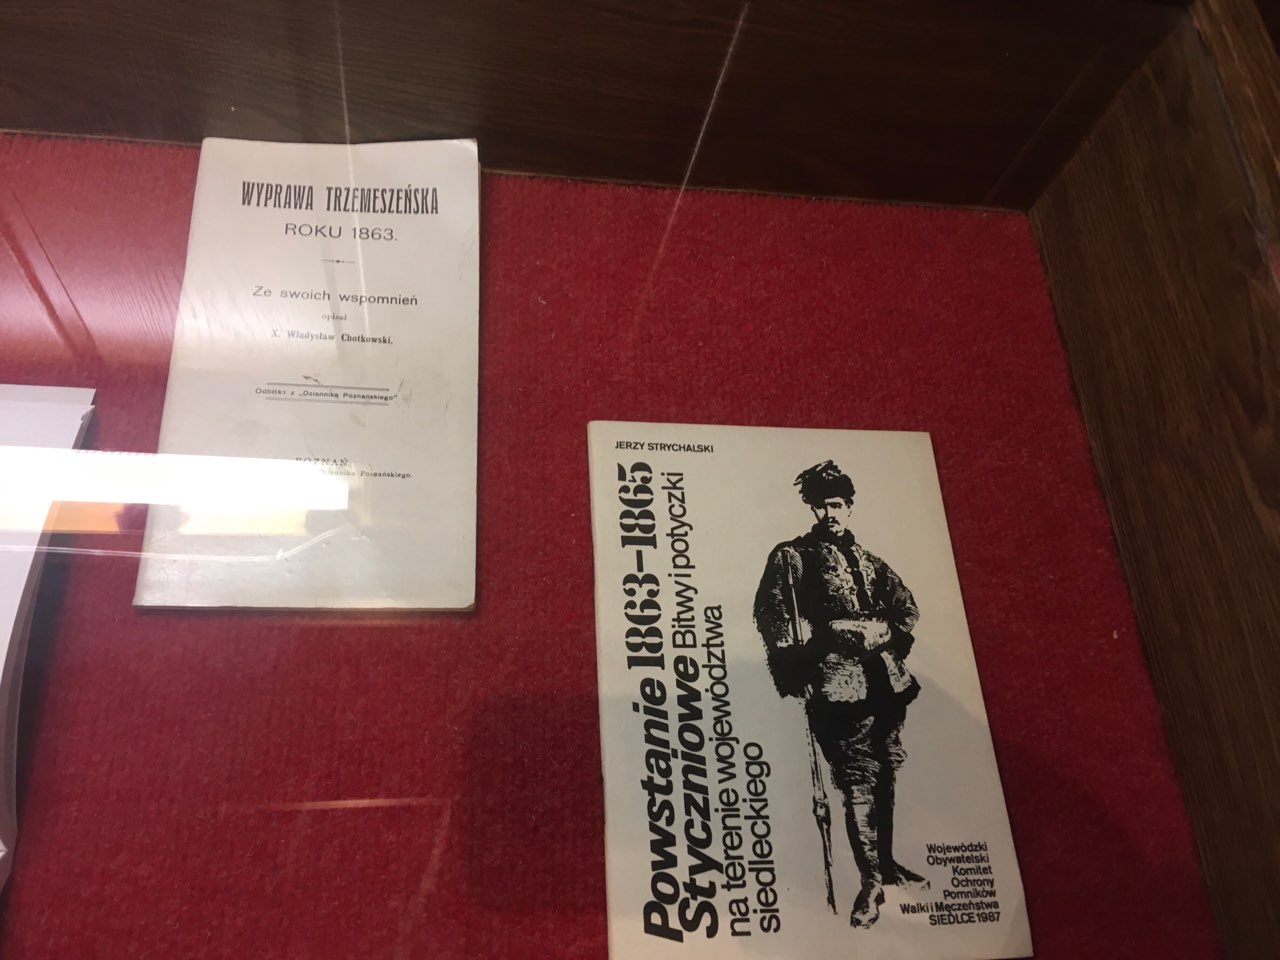 WYPRAWA TRZEMESZEŃSKA
ROKU 1863.
Ze swoich wspomnień
opisał
X. Władysław Chotkowski.
Odbitka z „Dziennika Poznańskiego"
POZNAŃ.
Dziennika Poznańskiego.
JERZY STRYCHALSKI
Powstanie 1863-1865
Styczniowe Bitwy i potyczki
na terenie województwa
siedleckiego
Wojewódzki
Obywatelski
Komitet
Ochrony
Pomników
Walki i Męczeństwa
SIEDLCE 1987